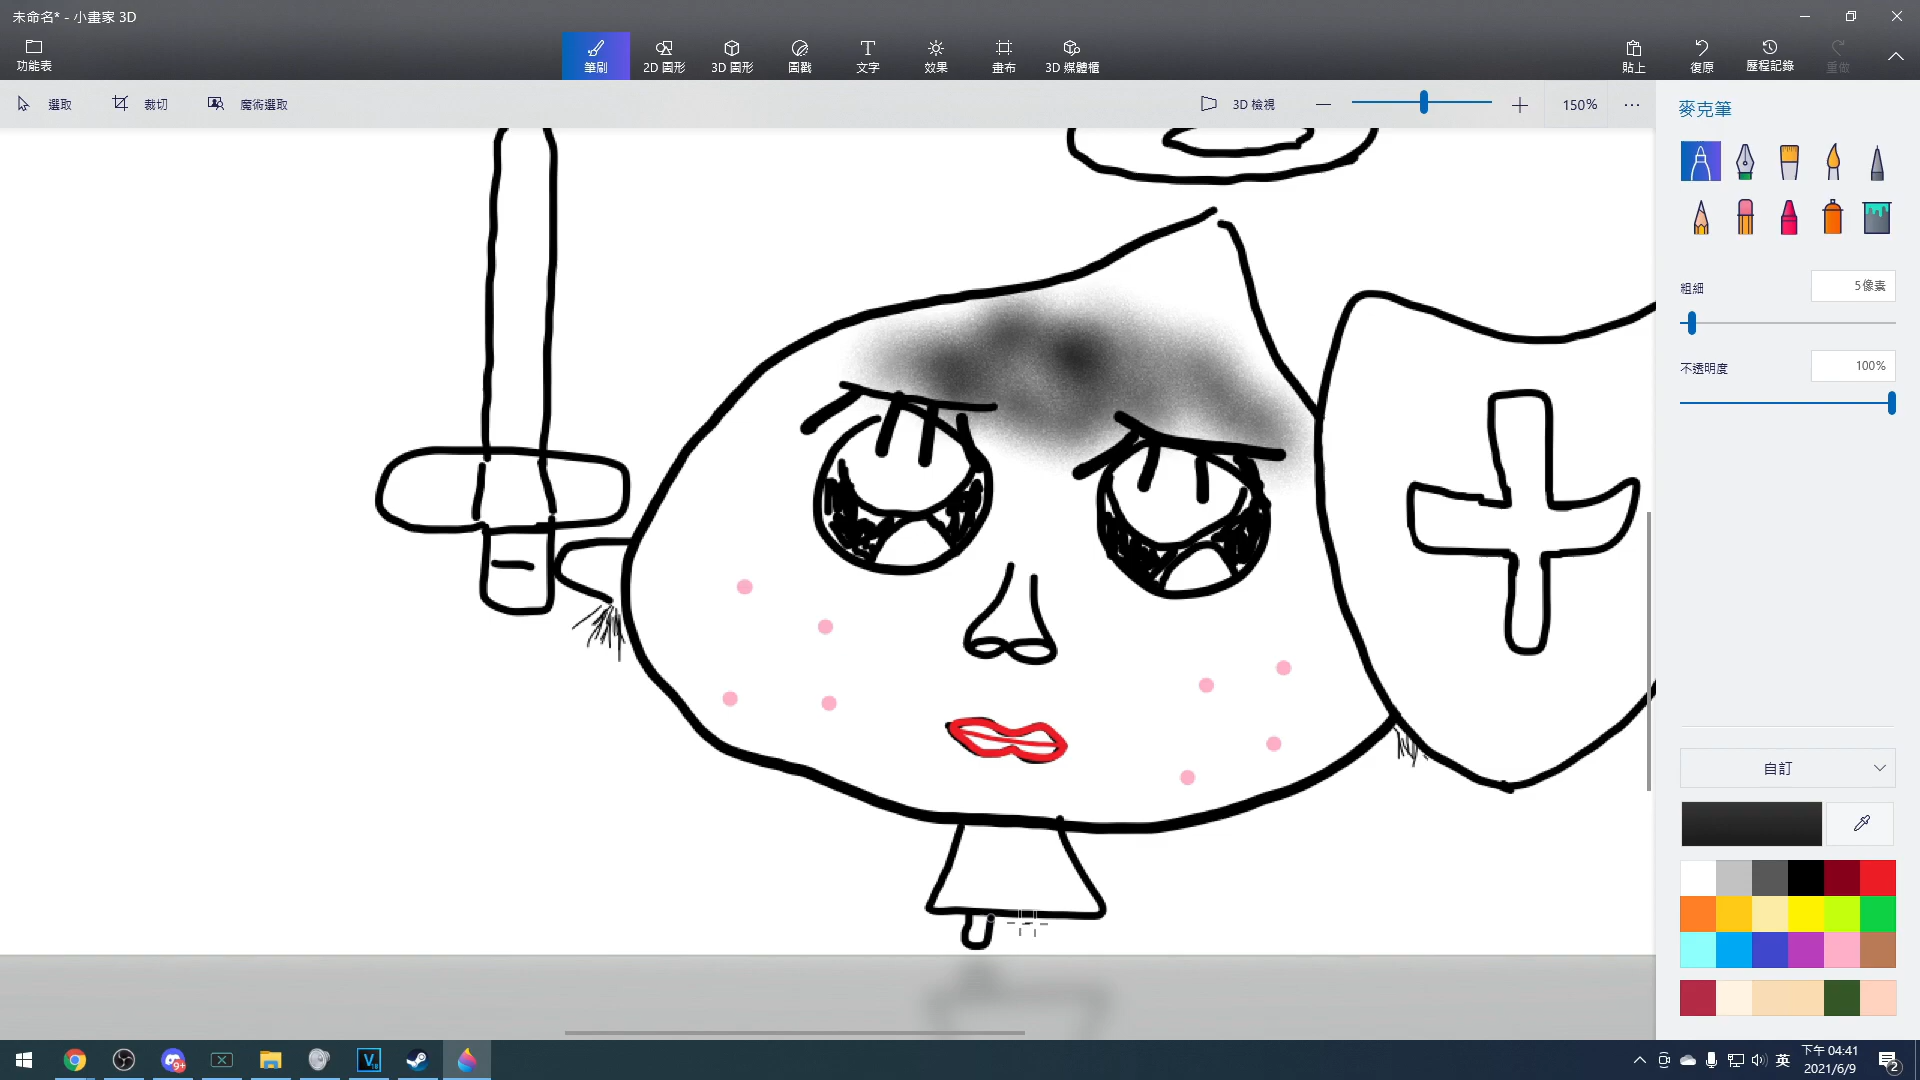 未命名* - 小畫家 3D
功能表
筆刷
2D 圖形
3D 圖形
圖戳
文字
效果
畫布
3D 媒體櫃
貼上
復原
歷程記錄
重做
選取
裁切
魔術選取
3D 檢視
150%
麥克筆
粗細
5像素
不透明度
100%
自訂
9+
英
下午 04:41
2021/6/9
2